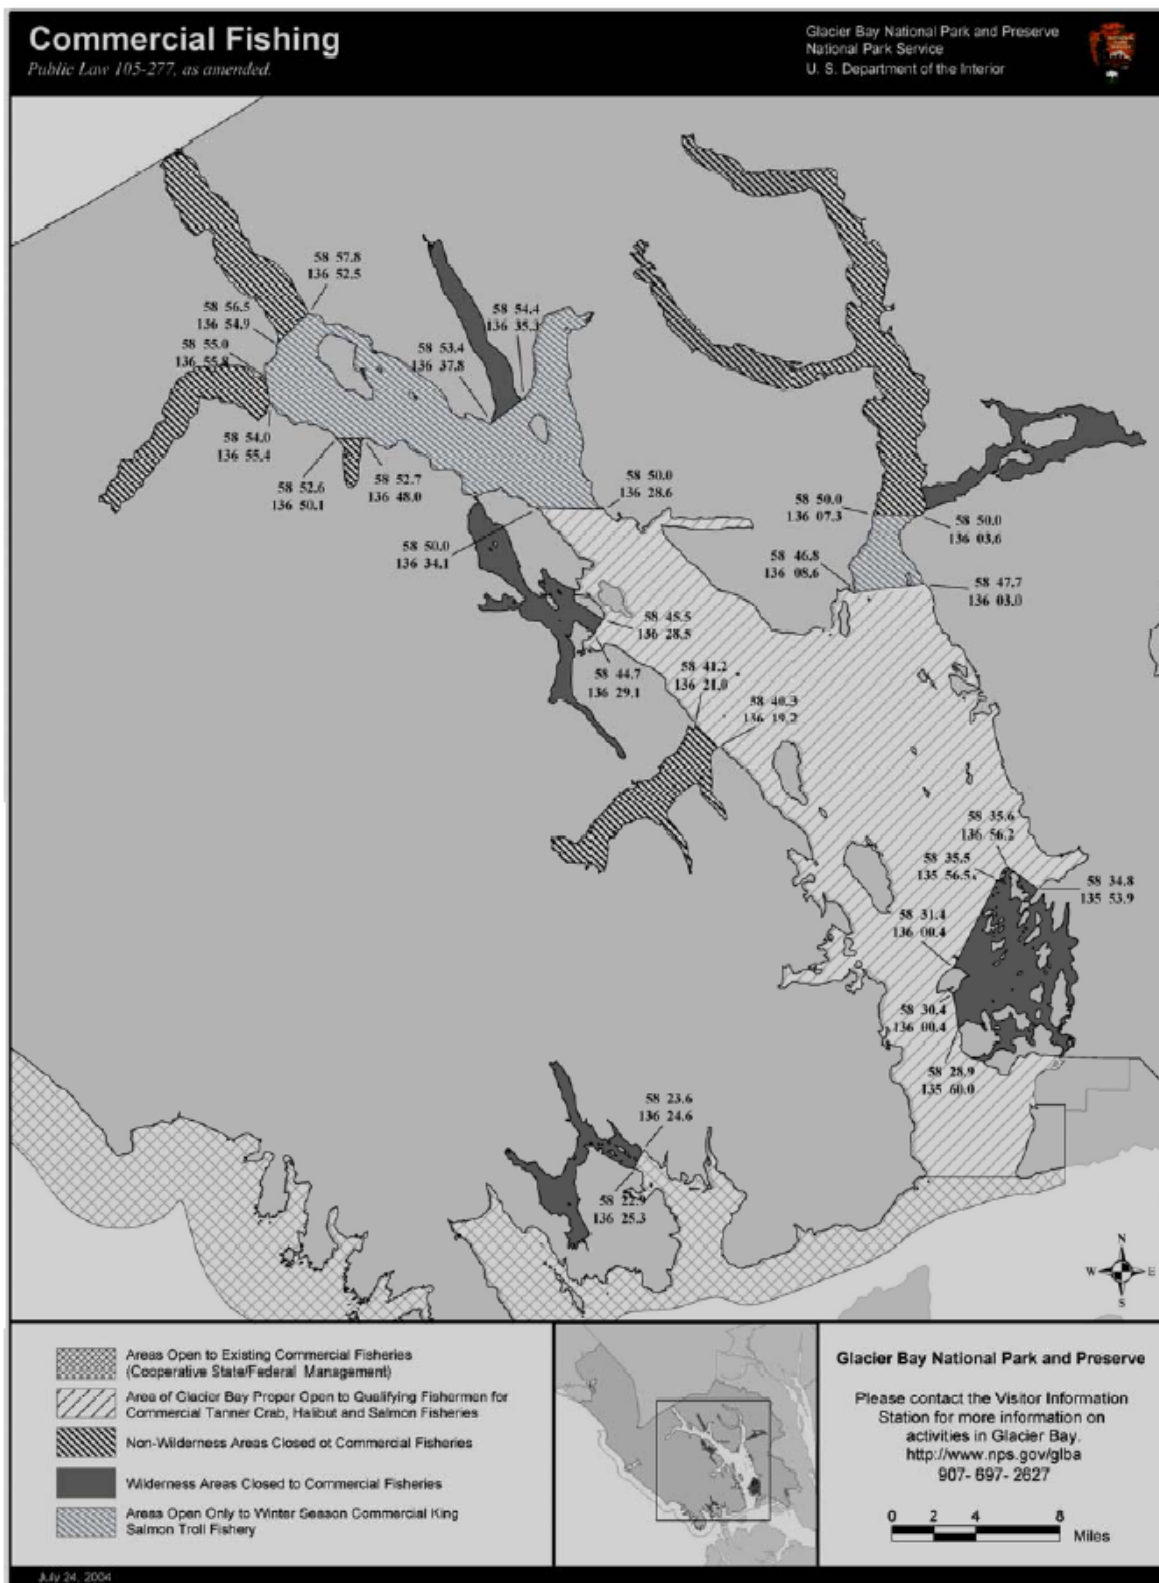 Commercial Fishing
Public Law 105-277, as amended.
Glacier Bay National Park and Preserve
National Park Service
U. S. Department of the Interior
58 57.8
136 52.5
58 56.5
136 54.9
58 55.0
136 55.8
58 54.4
136 35.3
58 53.4
136 37.8
58 54.0
136 55.4
58 52.6
136 50.1
58 52.7
136 48.0
58 50.0
136 28.6
58 50.0
136 34.1
58 50.0
136 07.3
58 50.0
136 03.6
58 46.8
136 08.6
58 47.7
136 03.0
58 45.5
136 28.5
58 44.7
136 29.1
58 41.2
136 21.0
58 40.3
136 19.2
58 35.6
136 56.2
58 35.5
135 56.5
58 34.8
135 53.9
58 31.4
136 00.4
58 30.4
136 00.4
58 28.9
135 60.0
58 23.6
136 24.6
58 22.9
136 25.3
N
W E
S
Areas Open to Existing Commercial Fisheries
(Cooperative State/Federal Management)
Area of Glacier Bay Proper Open to Qualifying Fishermen for
Commercial Tanner Crab, Halibut and Salmon Fisheries
Non-Wilderness Areas Closed ot Commercial Fisheries
Wilderness Areas Closed to Commercial Fisheries
Areas Open Only to Winter Season Commercial King
Salmon Troll Fishery
Glacier Bay National Park and Preserve
Please contact the Visitor Information
Station for more information on
activities in Glacier Bay.
http://www.nps.gov/glba
907- 697- 2627
0 2 4 8
Miles
July 24, 2004